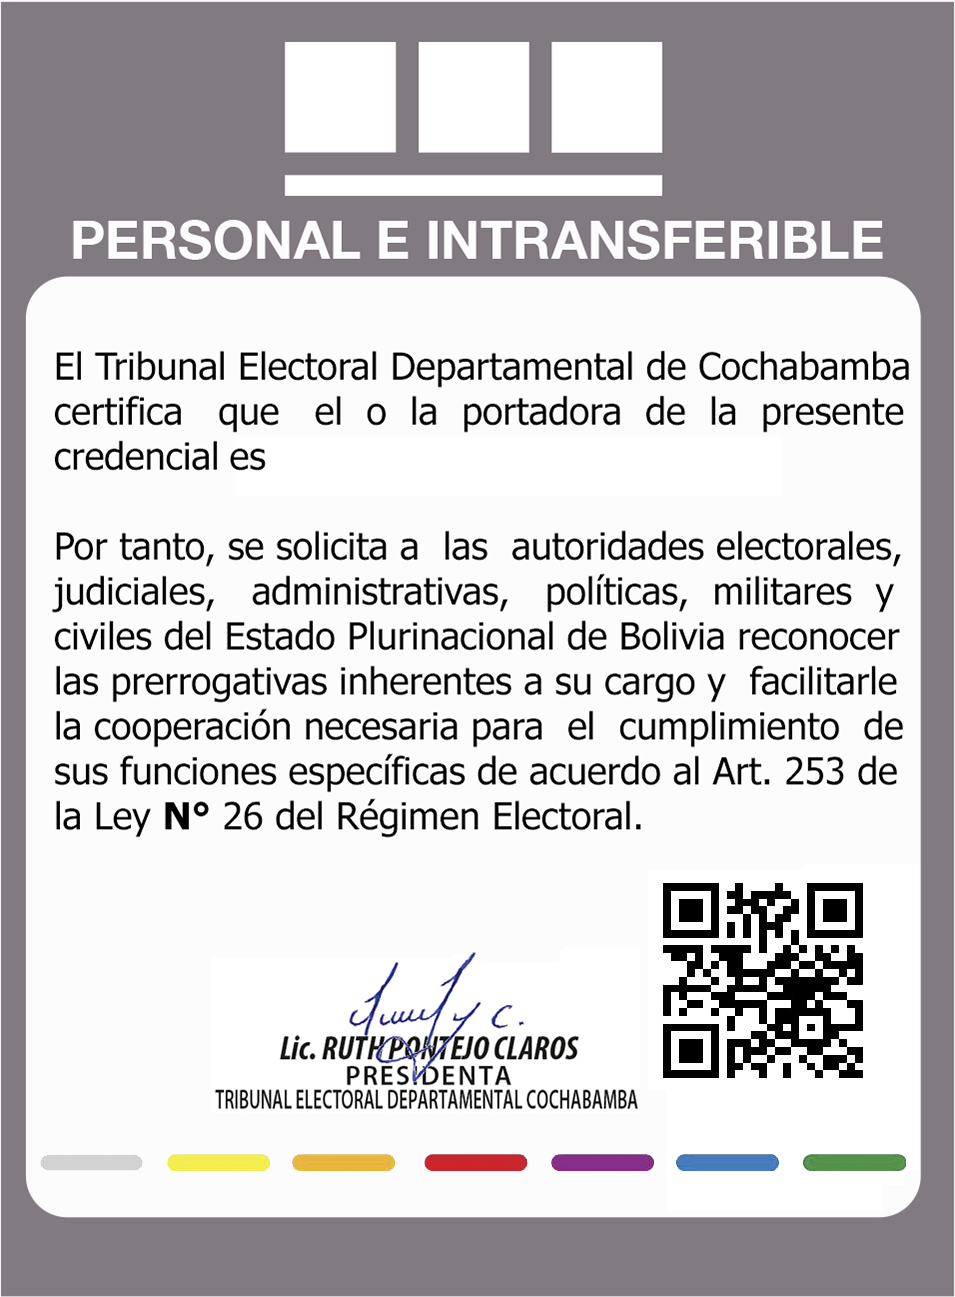 PERSONAL E INTRANSFERIBLE
El Tribunal Electoral Departamental de Cochabamba
certifica que el o la portadora de la presente
credencial es
Por tanto, se solicita a las autoridades electorales,
judiciales, administrativas, políticas, militares y
civiles del Estado Plurinacional de Bolivia reconocer
las prerrogativas inherentes a su cargo y facilitarle
la cooperación necesaria para el cumplimiento de
sus funciones específicas de acuerdo al Art. 253 de
la Ley N° 26 del Régimen Electoral.
Lic. RUTH PONTEJO CLAROS
PRESIDENTA
TRIBUNAL ELECTORAL DEPARTAMENTAL COCHABAMBA